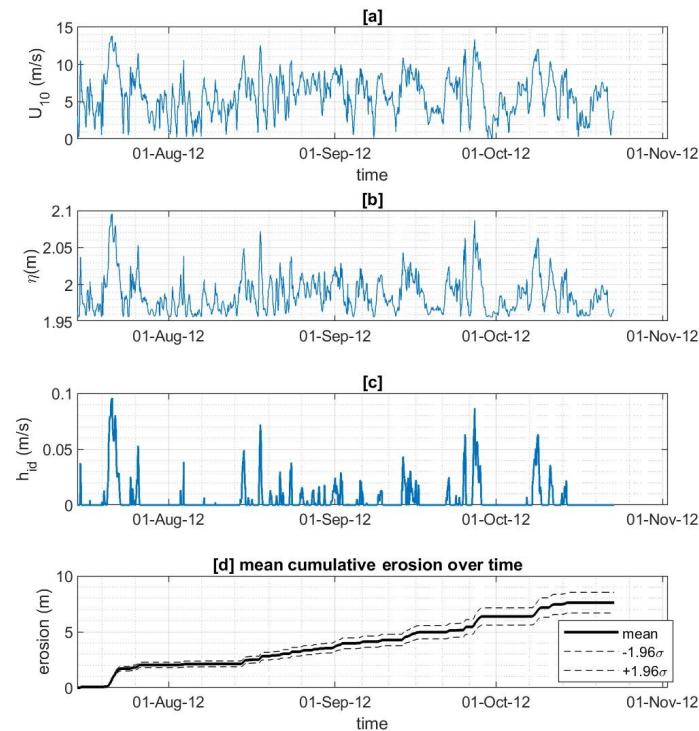 [a]
15
10
5
0
U10 (m/s)
01-Aug-12
01-Sep-12
01-Oct-12
01-Nov-12
time
[b]
2.1
2.05
2
1.95
η(m)
01-Aug-12
01-Sep-12
01-Oct-12
01-Nov-12
[c]
0.1
0.05
0
hid (m/s)
01-Aug-12
01-Sep-12
01-Oct-12
01-Nov-12
[d] mean cumulative erosion over time
10
5
0
erosion (m)
mean
-1.96σ
+1.96σ
01-Aug-12
01-Sep-12
01-Oct-12
01-Nov-12
time